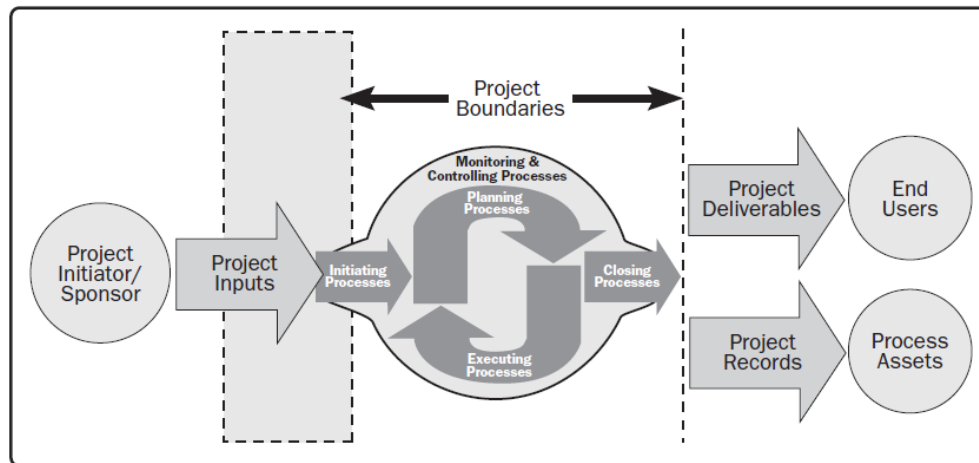 Project
Boundaries
Monitoring &
Controlling Processes
Planning
Processes
Project
Initiator/
Sponsor
Project
Inputs
Initiating
Processes
Closing
Processes
Executing
Processes
Project
Deliverables
End
Users
Project
Records
Process
Assets